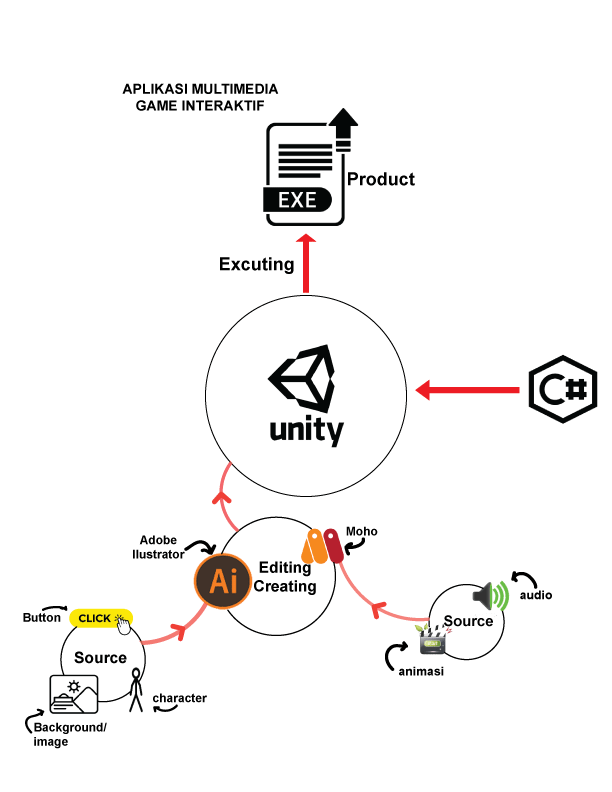 APLIKASI MULTIMEDIA
GAME INTERAKTIF
EXE
Product
Excuting
C#
unity
Adobe
Ilustrator
Moho
Ai
Editing
Creating
Button
CLICK
Source
character
Background/
image
Source
audio
animasi